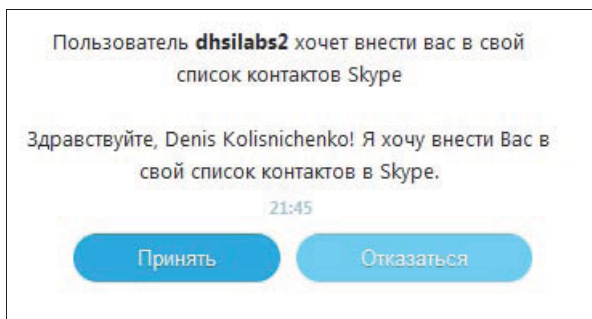 Пользователь dhsilabs2 хочет внести вас в свой
список контактов Skype
Здравствуйте, Denis Kolisnichenko! Я хочу внести Вас в
свой список контактов в Skype.
21:45
Принять
Отказаться